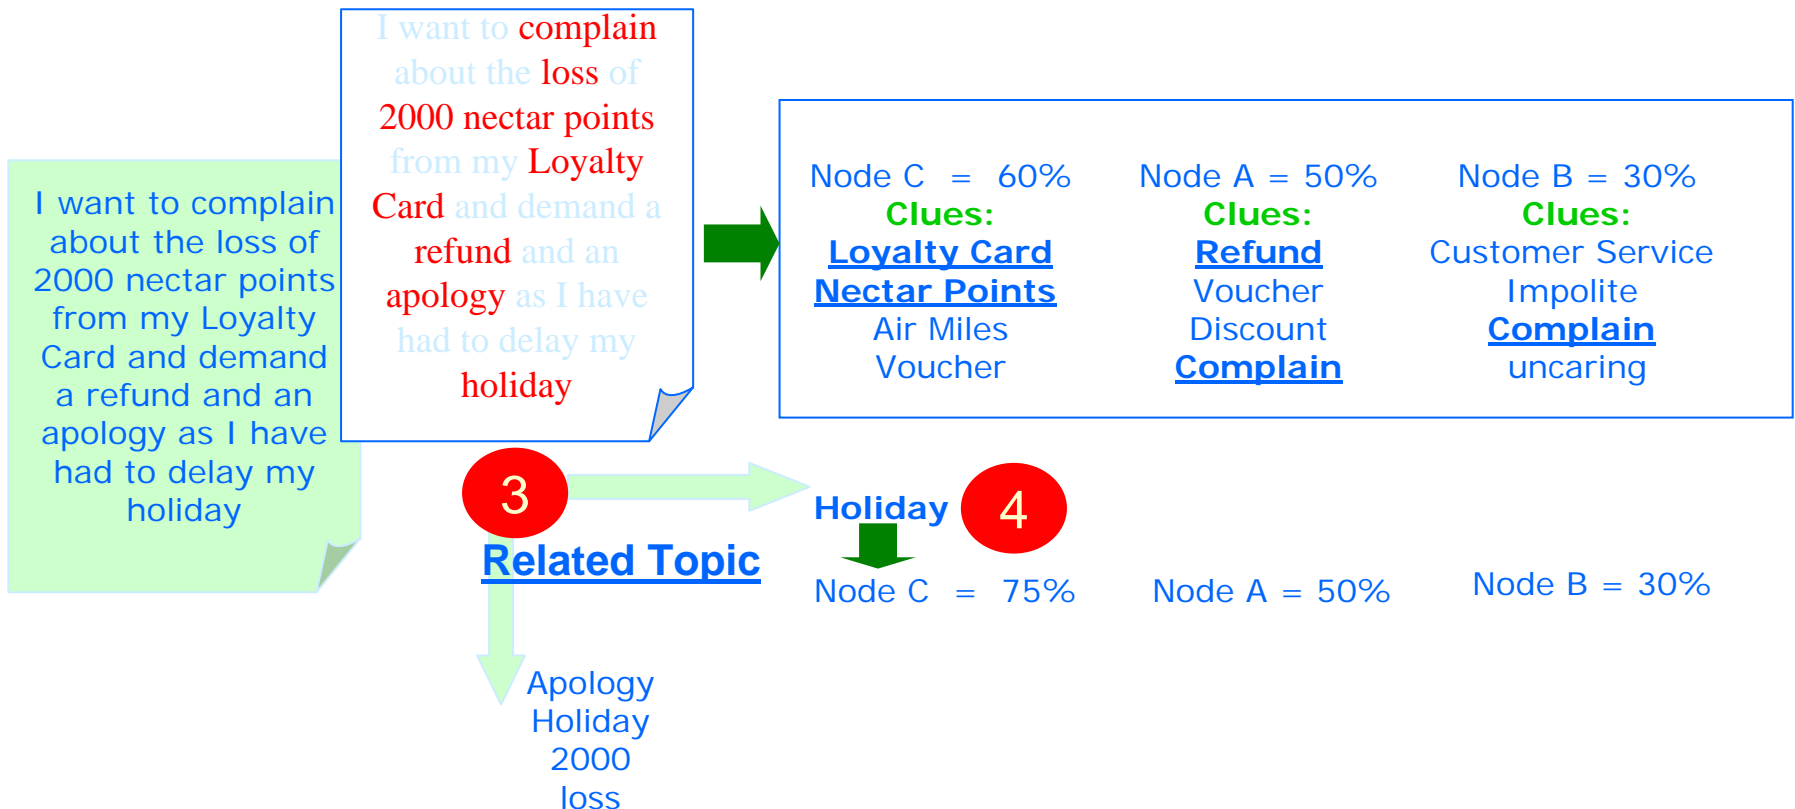 I want to complain
about the loss of
2000 nectar points
from my Loyalty
Card and demand
a refund and an
apology as I have
had to delay my
holiday
I want to complain
about the loss of
2000 nectar points
from my Loyalty
Card and demand a
refund and an
apology as I have
had to delay my
holiday
Node C = 60%
Clues:
Loyalty Card
Nectar Points
Air Miles
Voucher
Node A = 50%
Clues:
Refund
Voucher
Discount
Complain
Node B = 30%
Clues:
Customer Service
Impolite
Complain
uncaring
3
Related Topic
Holiday
4
Node C = 75%
Node A = 50%
Node B = 30%
Apology
Holiday
2000
loss